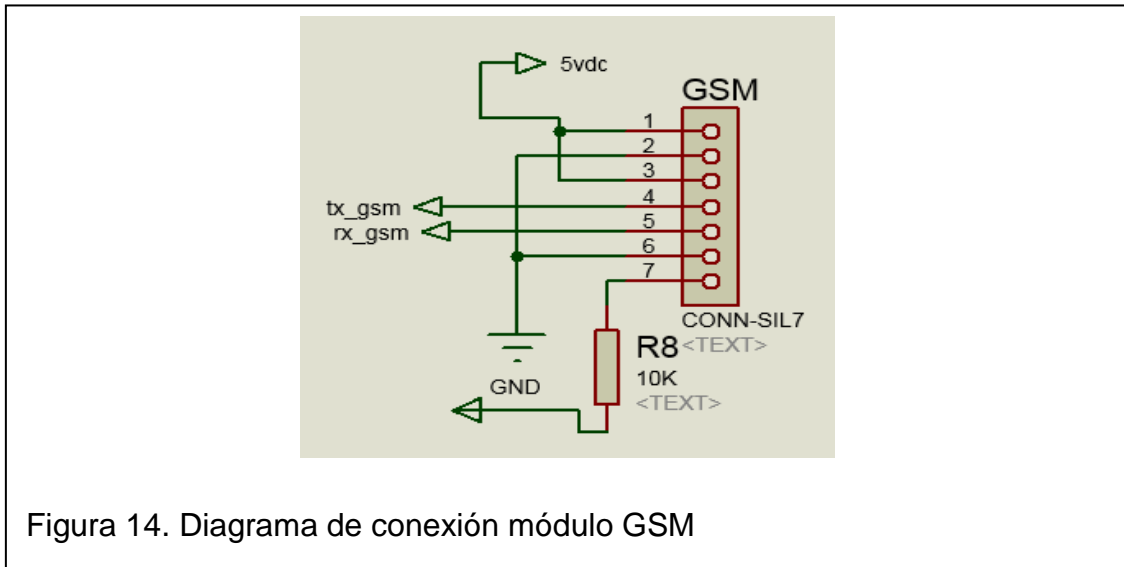 5vdc
GSM
1
2
3
4
5
6
7
tx_gsm
rx_gsm
CONN-SIL7
<TEXT>
R8
10K
<TEXT>
GND
Figura 14. Diagrama de conexión módulo GSM